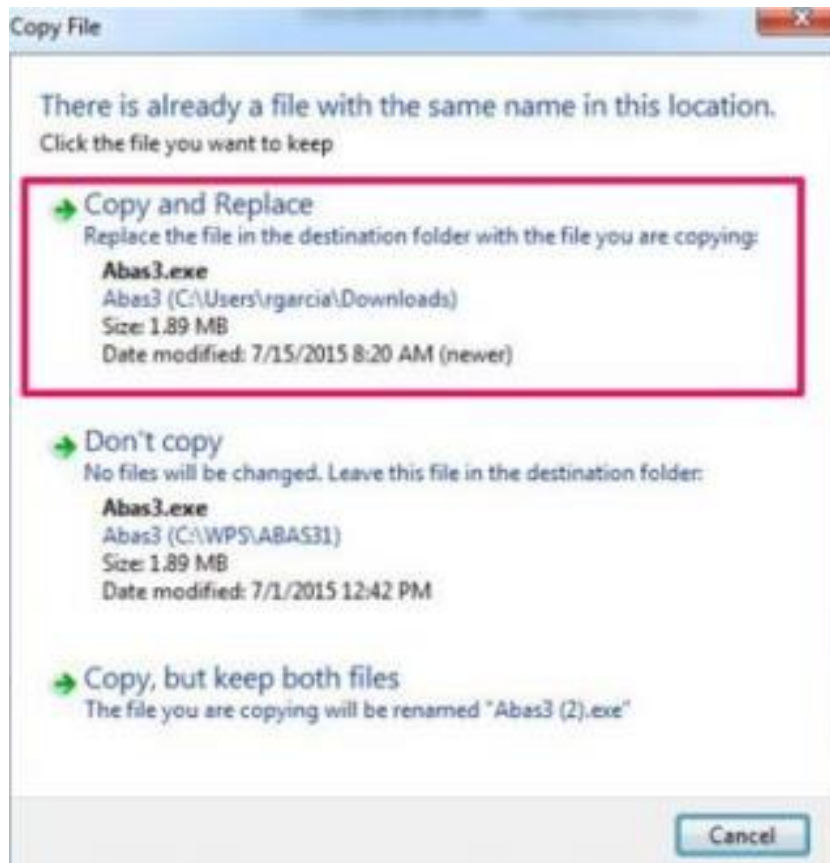 Copy File
There is already a file with the same name in this location.
Click the file you want to keep
Copy and Replace
Replace the file in the destination folder with the file you are copying:
Abas3.exe
Abas3 (C:\Users\rgarcia\Downloads)
Size: 1.89 MB
Date modified: 7/15/2015 8:20 AM (newer)
Don't copy
No files will be changed. Leave this file in the destination folder:
Abas3.exe
Abas3 (C:\WPS\ABAS31)
Size: 1.89 MB
Date modified: 7/1/2015 12:42 PM
Copy, but keep both files
The file you are copying will be renamed "Abas3 (2).exe"
Cancel